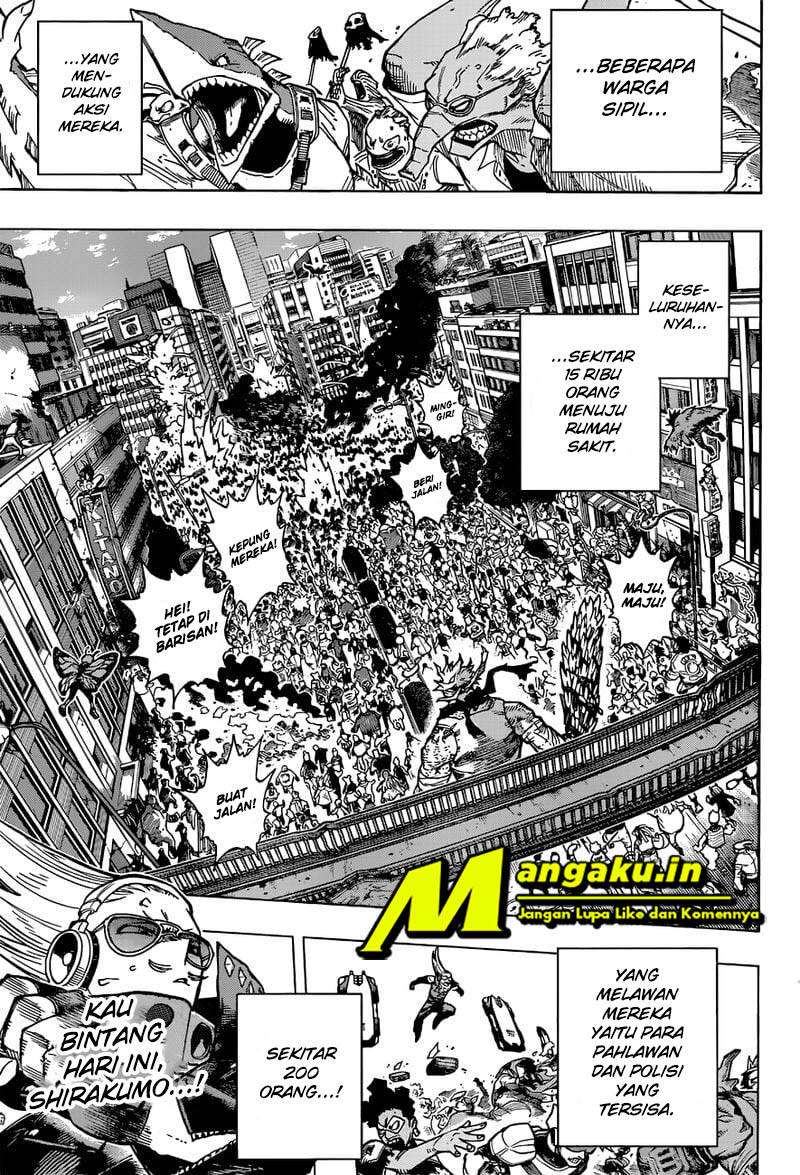 ...BEBERAPA
WARGA
SIPIL...
...YANG
MEN-
DUKUNG
AKSI
MEREKA.
KESE-
LURUHAN-
NYA...
...SEKITAR
15 RIBU
ORANG
MENUJU
RUMAH
SAKIT.
MING-
GIR!
BERI
JALAN!
KEPUNG
MEREKA!
MAJU,
MAJU!
HEI!
TETAP DI
BARISAN!
BUAT
JALAN!
Mangaku.in
Jangan Lupa Like dan Komennya
YANG
MELAWAN
MEREKA
YAITU PARA
PAHLAWAN
DAN POLISI
YANG
TERSISA.
SEKITAR
200
ORANG...!
KAU
BINTANG
HARI INI,
SHIRAKUMO...!